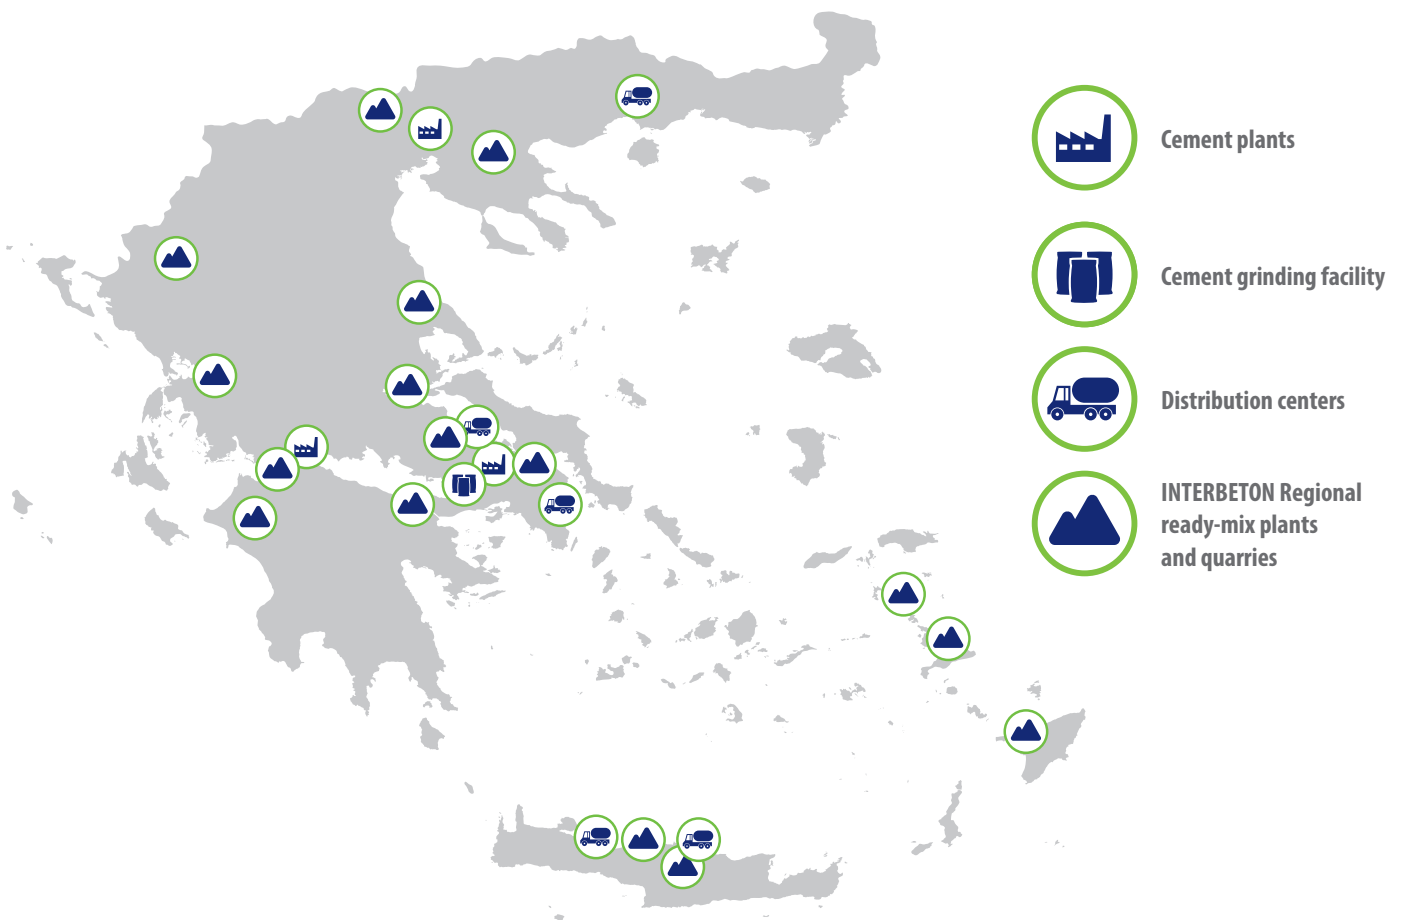 Cement plants
Cement grinding facility
Distribution centers
INTERBETON Regional
ready-mix plants
and quarries